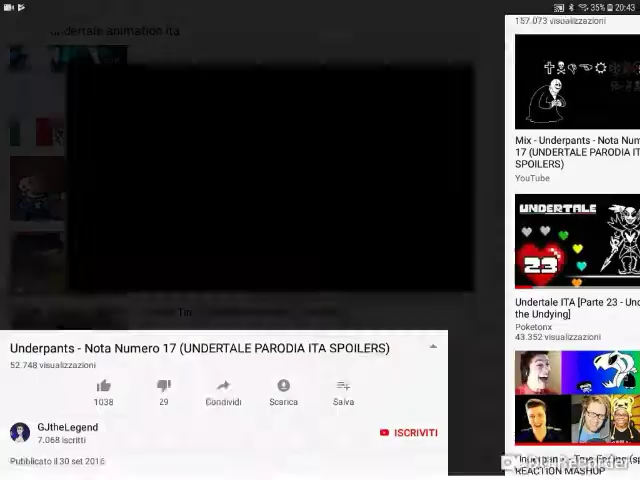 35% 20:43
undertale animation ita
157.073 visualizzazioni
Mix - Underpants - Nota Num
17 (UNDERTALE PARODIA IT
SPOILERS)
YouTube
UNDERTALE
23
Undertale ITA [Parte 23 - Und
the Undying]
Poketonx
43.352 visualizzazioni
REACTION MASHUP
Tin
Underpants - Nota Numero 17 (UNDERTALE PARODIA ITA SPOILERS)
52.748 visualizzazioni
1038 29 Condividi Scarica Salva
GJtheLegend
7.068 iscritti
ISCRIVITI
Pubblicato il 30 set 2016